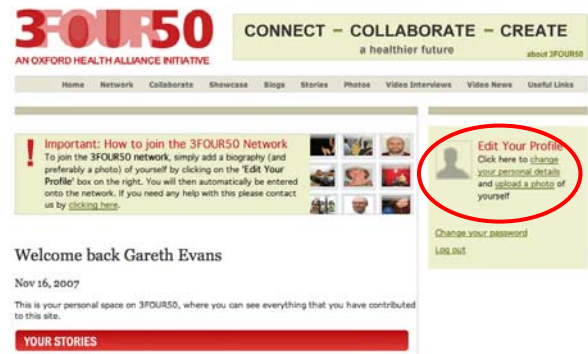 3FOUR50
AN OXFORD HEALTH ALLIANCE INITIATIVE
CONNECT – COLLABORATE – CREATE
a healthier future
about 3FOUR50
Home Network Collaborate Showcase Blogs Stories Photos Video Interviews Video News Useful Links
! Important: How to join the 3FOUR50 Network
To join the 3FOUR50 network, simply add a biography (and
preferably a photo) of yourself by clicking on the 'Edit Your
Profile' box on the right. You will then automatically be entered
onto the network. If you need any help with this please contact
us by clicking here.
Edit Your Profile
Click here to change
your personal details
and upload a photo of
yourself
Change your password
Log out
Welcome back Gareth Evans
Nov 16, 2007
This is your personal space on 3FOUR50, where you can see everything that you have contributed
to this site.
YOUR STORIES